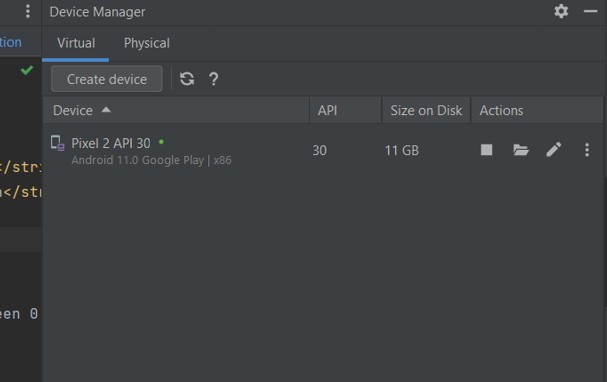 Device Manager
tion
Virtual Physical
Create device ?
Device API Size on Disk Actions
Pixel 2 API 30
Android 11.0 Google Play | x86
30 11 GB
</stri
</str
een 0